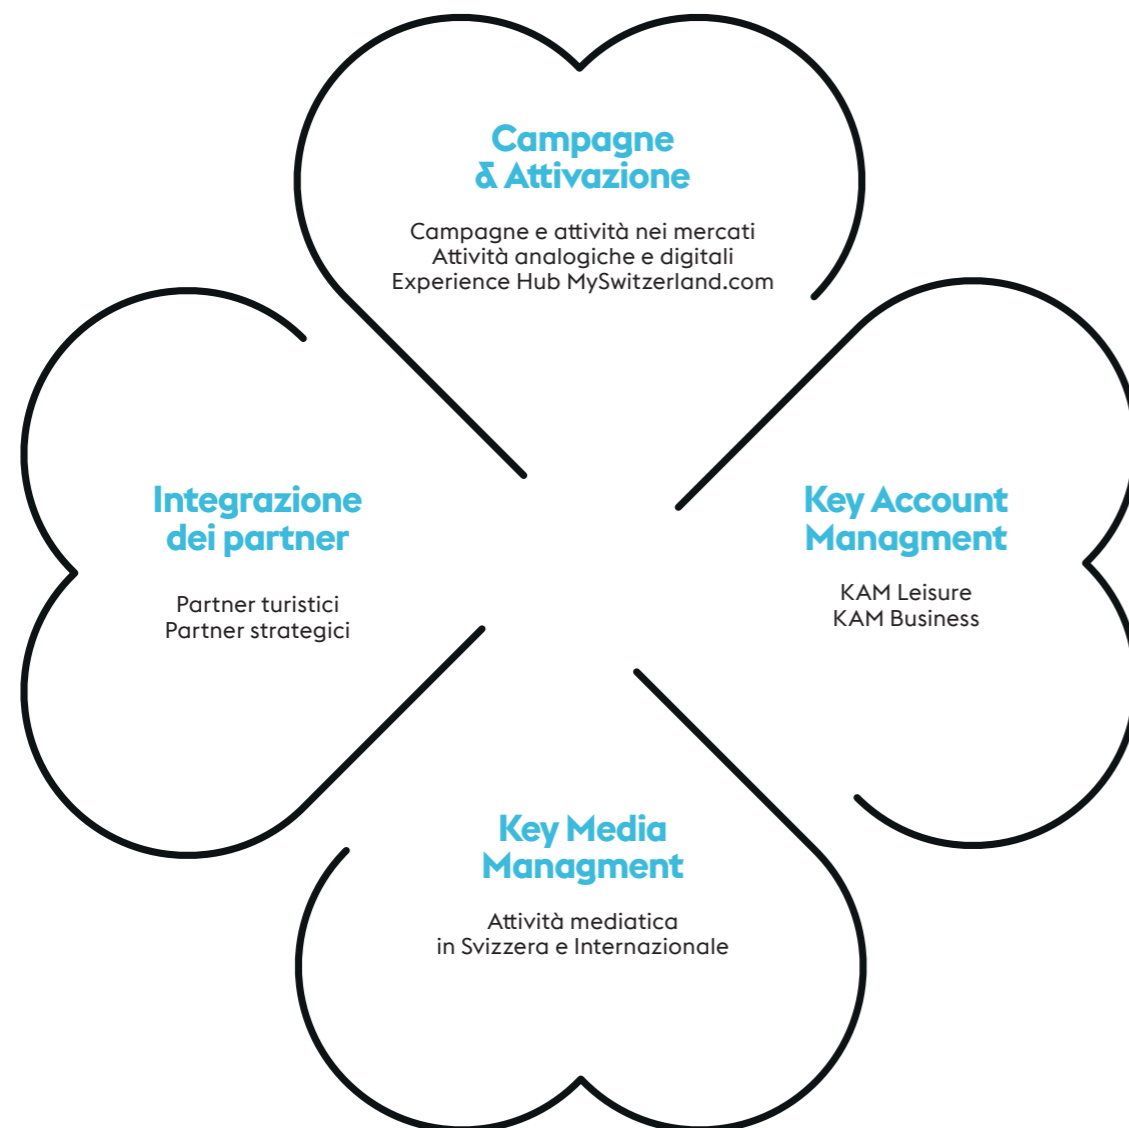 Campagne
& Attivazione
Campagne e attività nei mercati
Attività analogiche e digitali
Experience Hub MySwitzerland.com
Integrazione
dei partner
Partner turistici
Partner strategici
Key Account
Managment
KAM Leisure
KAM Business
Key Media
Managment
Attività mediatica
in Svizzera e Internazionale